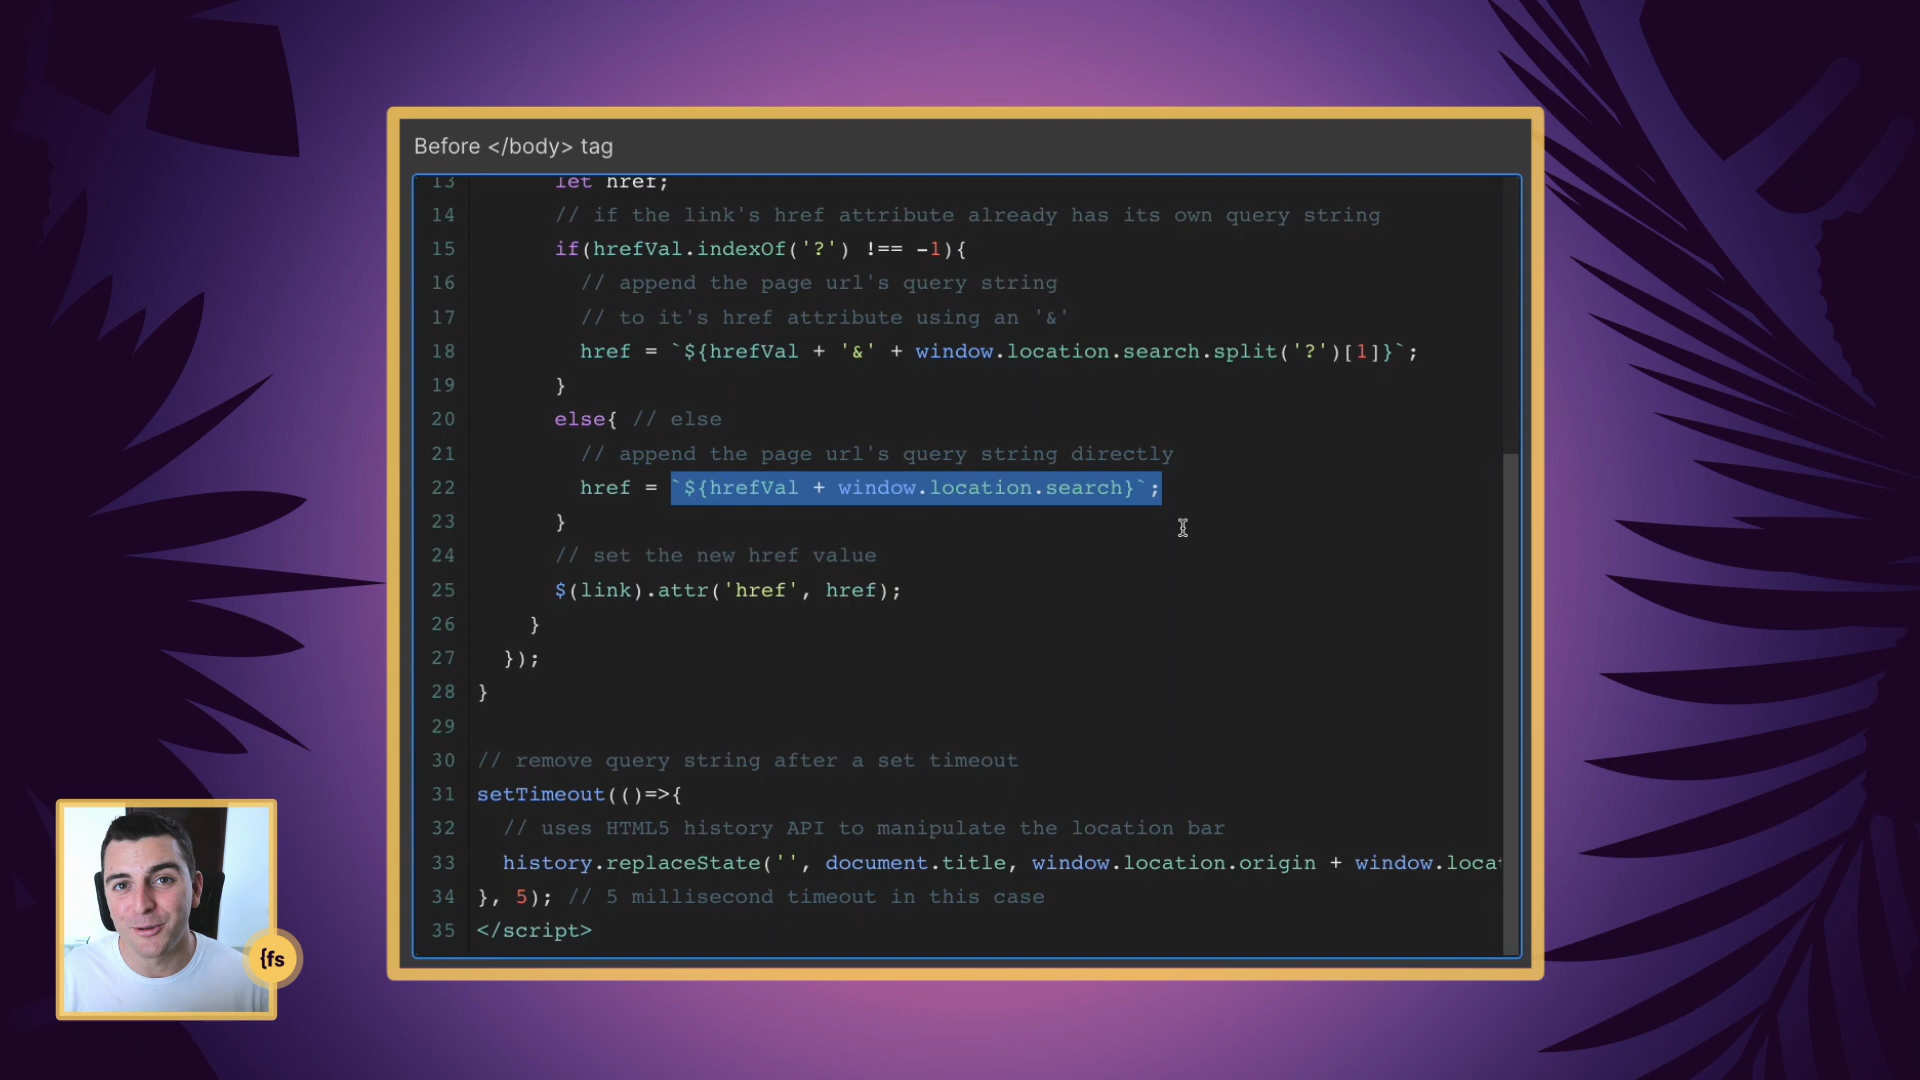 Before </body> tag
13 let href;
14 // if the link's href attribute already has its own query string
15 if(hrefVal.indexOf('?') !== -1){
16 // append the page url's query string
17 // to it's href attribute using an '&'
18 href = `${hrefVal + '&' + window.location.search.split('?')[1]}`;
19 }
20 else{ // else
21 // append the page url's query string directly
22 href = `${hrefVal + window.location.search}`;
23 }
24 // set the new href value
25 $(link).attr('href', href);
26 }
27 });
28 }
29
30 // remove query string after a set timeout
31 setTimeout(()=>{
32 // uses HTML5 history API to manipulate the location bar
33 history.replaceState('', document.title, window.location.origin + window.locat
34 }, 5); // 5 millisecond timeout in this case
35 </script>
{fs